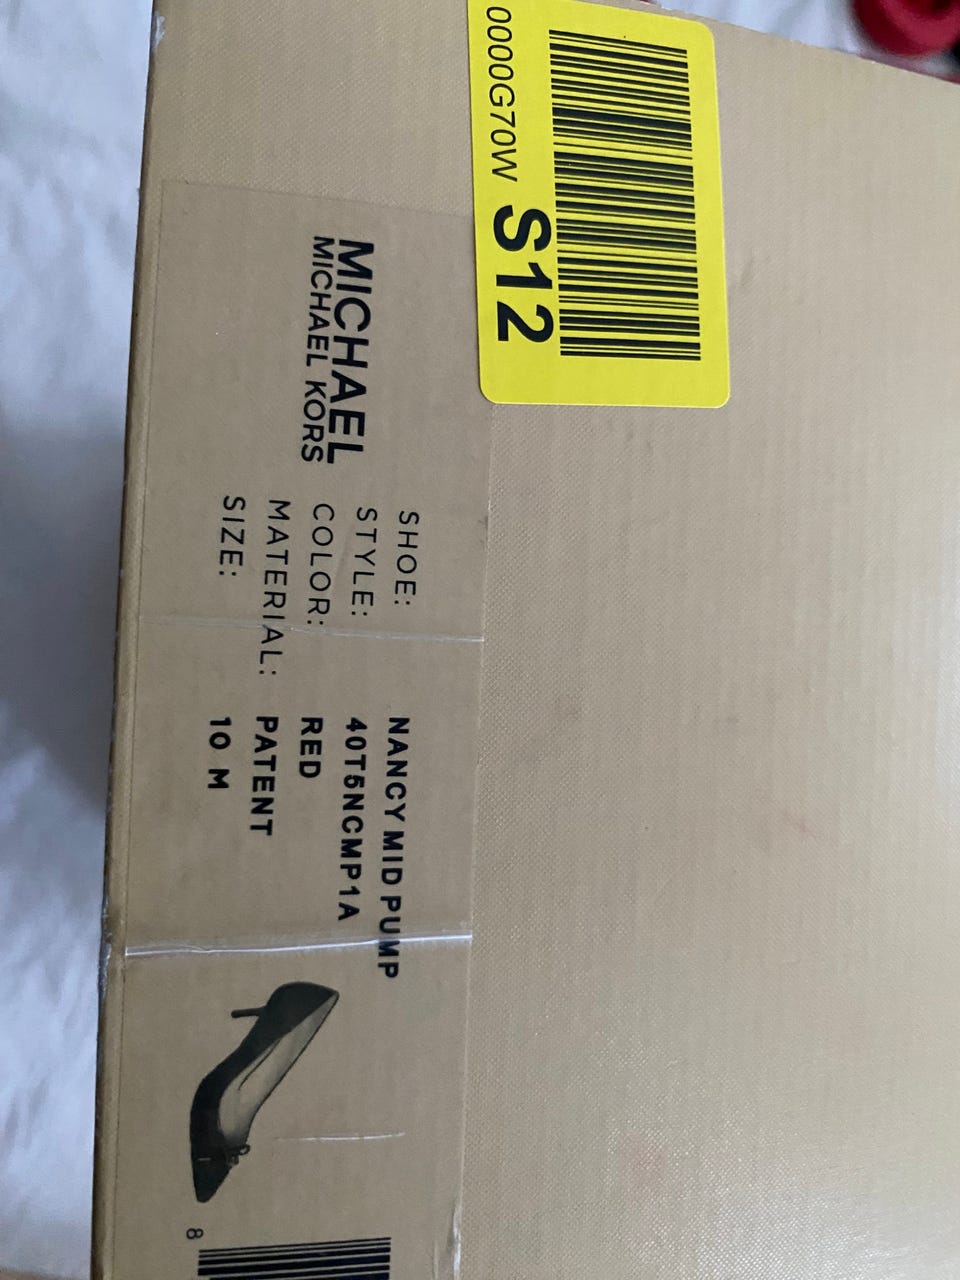 0000G70W S12
MICHAEL
MICHAEL KORS
SHOE: NANCY MID PUMP
STYLE: 40T5NCMP1A
COLOR: RED
MATERIAL: PATENT
SIZE: 10 M
8